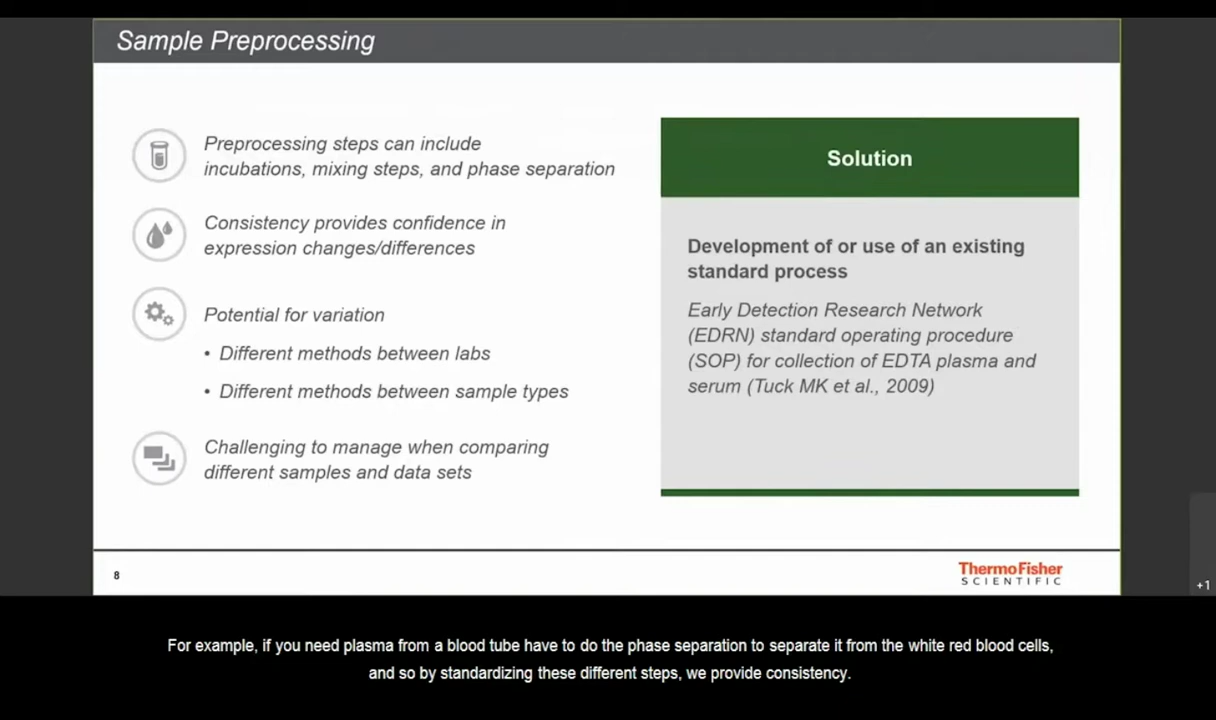 Sample Preprocessing
Preprocessing steps can include
incubations, mixing steps, and phase separation
Consistency provides confidence in
expression changes/differences
Potential for variation
• Different methods between labs
• Different methods between sample types
Challenging to manage when comparing
different samples and data sets
Solution
Development of or use of an existing
standard process
Early Detection Research Network
(EDRN) standard operating procedure
(SOP) for collection of EDTA plasma and
serum (Tuck MK et al., 2009)
8
ThermoFisher
SCIENTIFIC
+1
For example, if you need plasma from a blood tube have to do the phase separation to separate it from the white red blood cells,
and so by standardizing these different steps, we provide consistency.